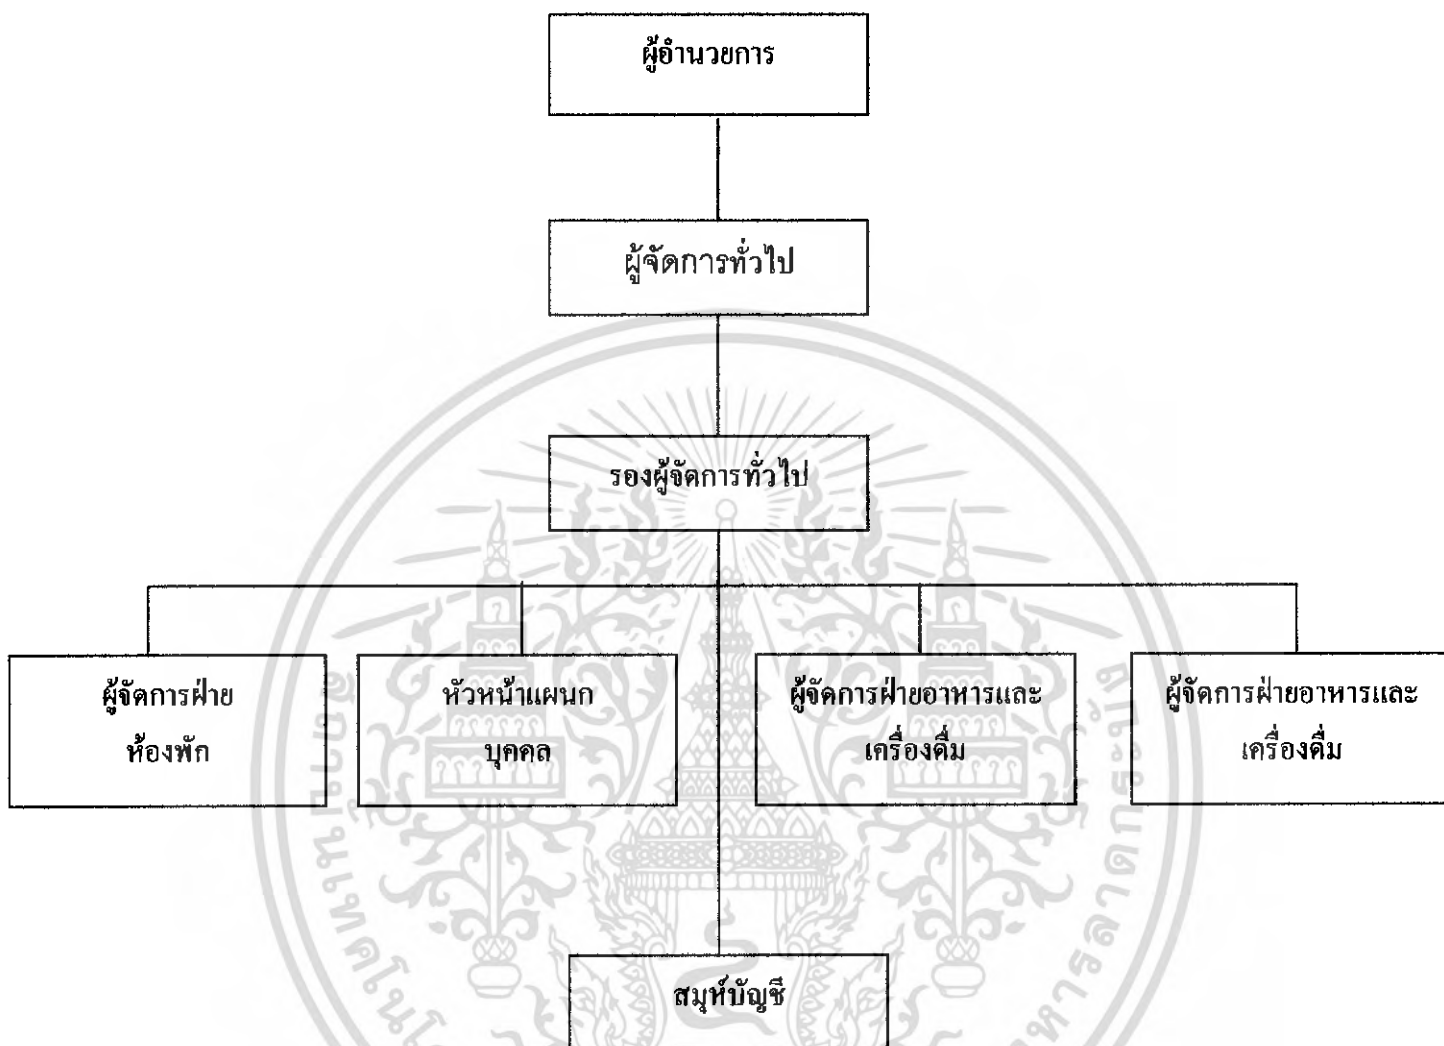 ผู้อำนวยการ
ผู้จัดการทั่วไป
รองผู้จัดการทั่วไป
ผู้จัดการฝ่าย
ห้องพัก
หัวหน้าแผนก
บุคคล
ผู้จัดการฝ่ายอาหารและ
เครื่องดื่ม
ผู้จัดการฝ่ายอาหารและ
เครื่องดื่ม
สมุห์บัญชี